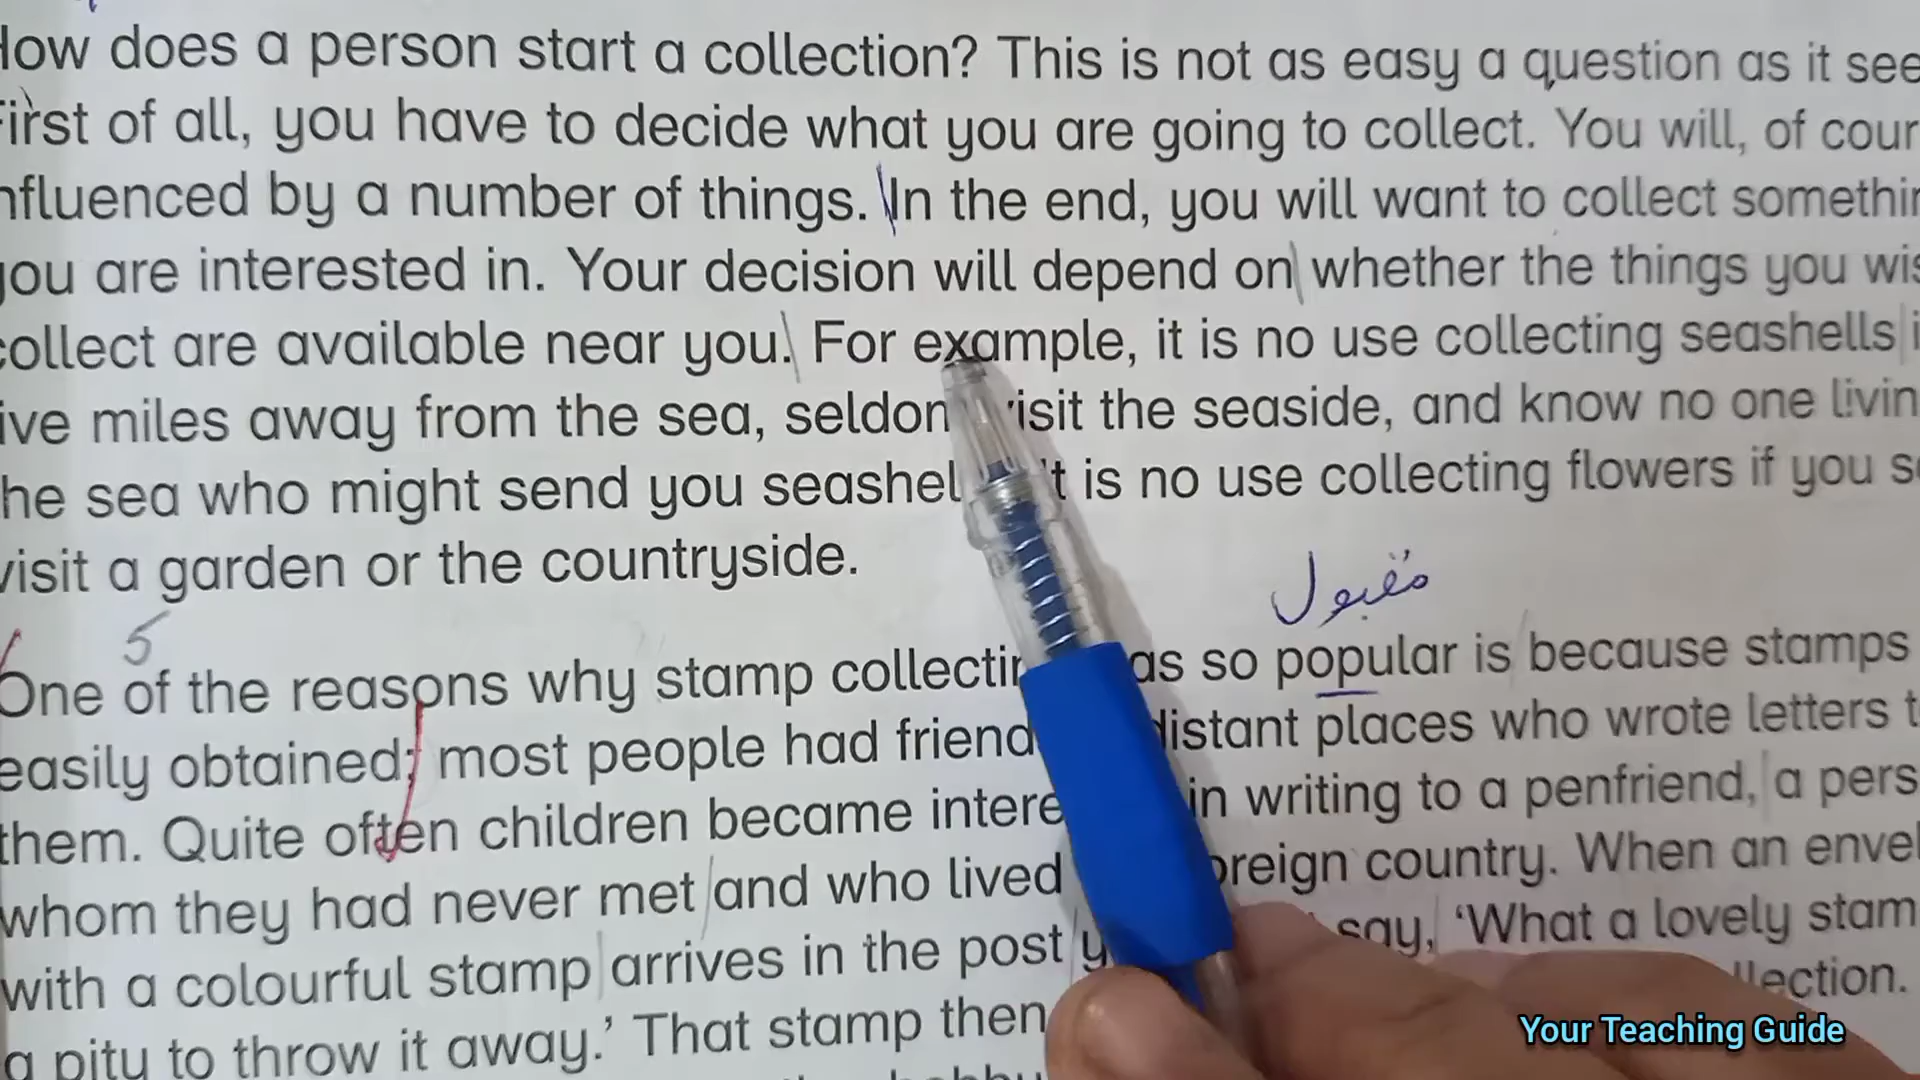 How does a person start a collection? This is not as easy a question as it see
First of all, you have to decide what you are going to collect. You will, of cour
nfluenced by a number of things. In the end, you will want to collect somethin
you are interested in. Your decision will depend on whether the things you wis
collect are available near you. For example, it is no use collecting seashells i
ive miles away from the sea, seldom visit the seaside, and know no one livin
he sea who might send you seashel It is no use collecting flowers if you s
visit a garden or the countryside.
مقبول
5
One of the reasons why stamp collectin as so popular is because stamps
easily obtained; most people had friend distant places who wrote letters t
them. Quite often children became intere in writing to a penfriend, a pers
whom they had never met and who lived oreign country. When an envel
with a colourful stamp arrives in the post y say, ‘What a lovely stam
a pity to throw it away.’ That stamp then llection.
Your Teaching Guide